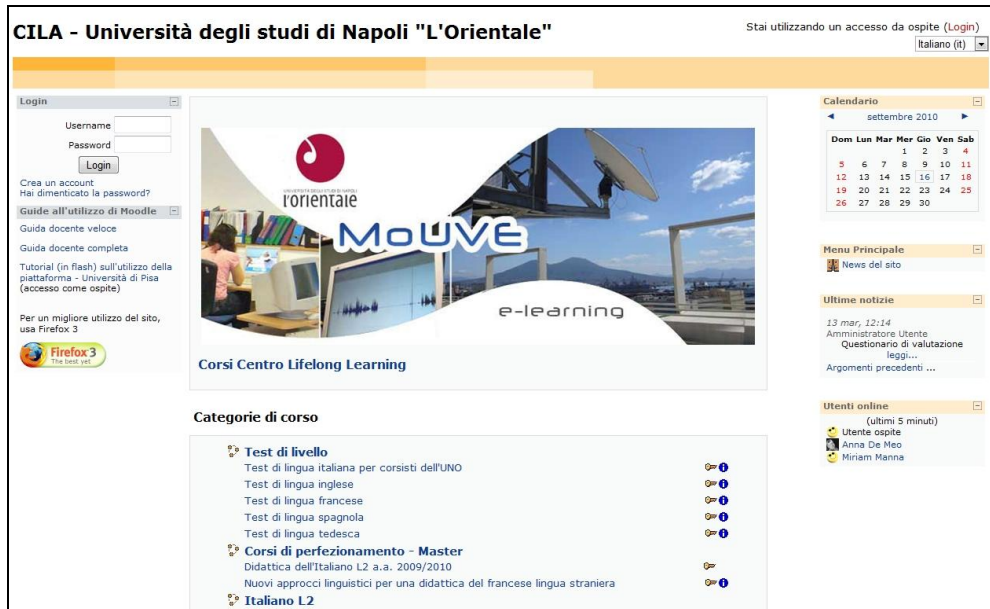 CILA - Università degli studi di Napoli "L'Orientale"
Stai utilizzando un accesso da ospite (Login)
Italiano (it)
Login
Username
Password
Login
Crea un account
Hai dimenticato la password?
Guide all'utilizzo di Moodle
Guida docente veloce
Guida docente completa
Tutorial (in flash) sull'utilizzo della
piattaforma - Università di Pisa
(accesso come ospite)
Per un migliore utilizzo del sito,
usa Firefox 3
Firefox 3
The best yet
UNIVERSITÀ DEGLI STUDI DI NAPOLI
l'orientale
MoUVE
e-learning
Corsi Centro Lifelong Learning
Categorie di corso
Test di livello
Test di lingua italiana per corsisti dell'UNO
Test di lingua inglese
Test di lingua francese
Test di lingua spagnola
Test di lingua tedesca
Corsi di perfezionamento - Master
Didattica dell'Italiano L2 a.a. 2009/2010
Nuovi approcci linguistici per una didattica del francese lingua straniera
Italiano L2
Calendario
settembre 2010
Dom Lun Mar Mer Gio Ven Sab
1 2 3 4
5 6 7 8 9 10 11
12 13 14 15 16 17 18
19 20 21 22 23 24 25
26 27 28 29 30
Menu Principale
News del sito
Ultime notizie
13 mar, 12:14
Amministratore Utente
Questionario di valutazione
leggi...
Argomenti precedenti ...
Utenti online
(ultimi 5 minuti)
Utente ospite
Anna De Meo
Miriam Manna